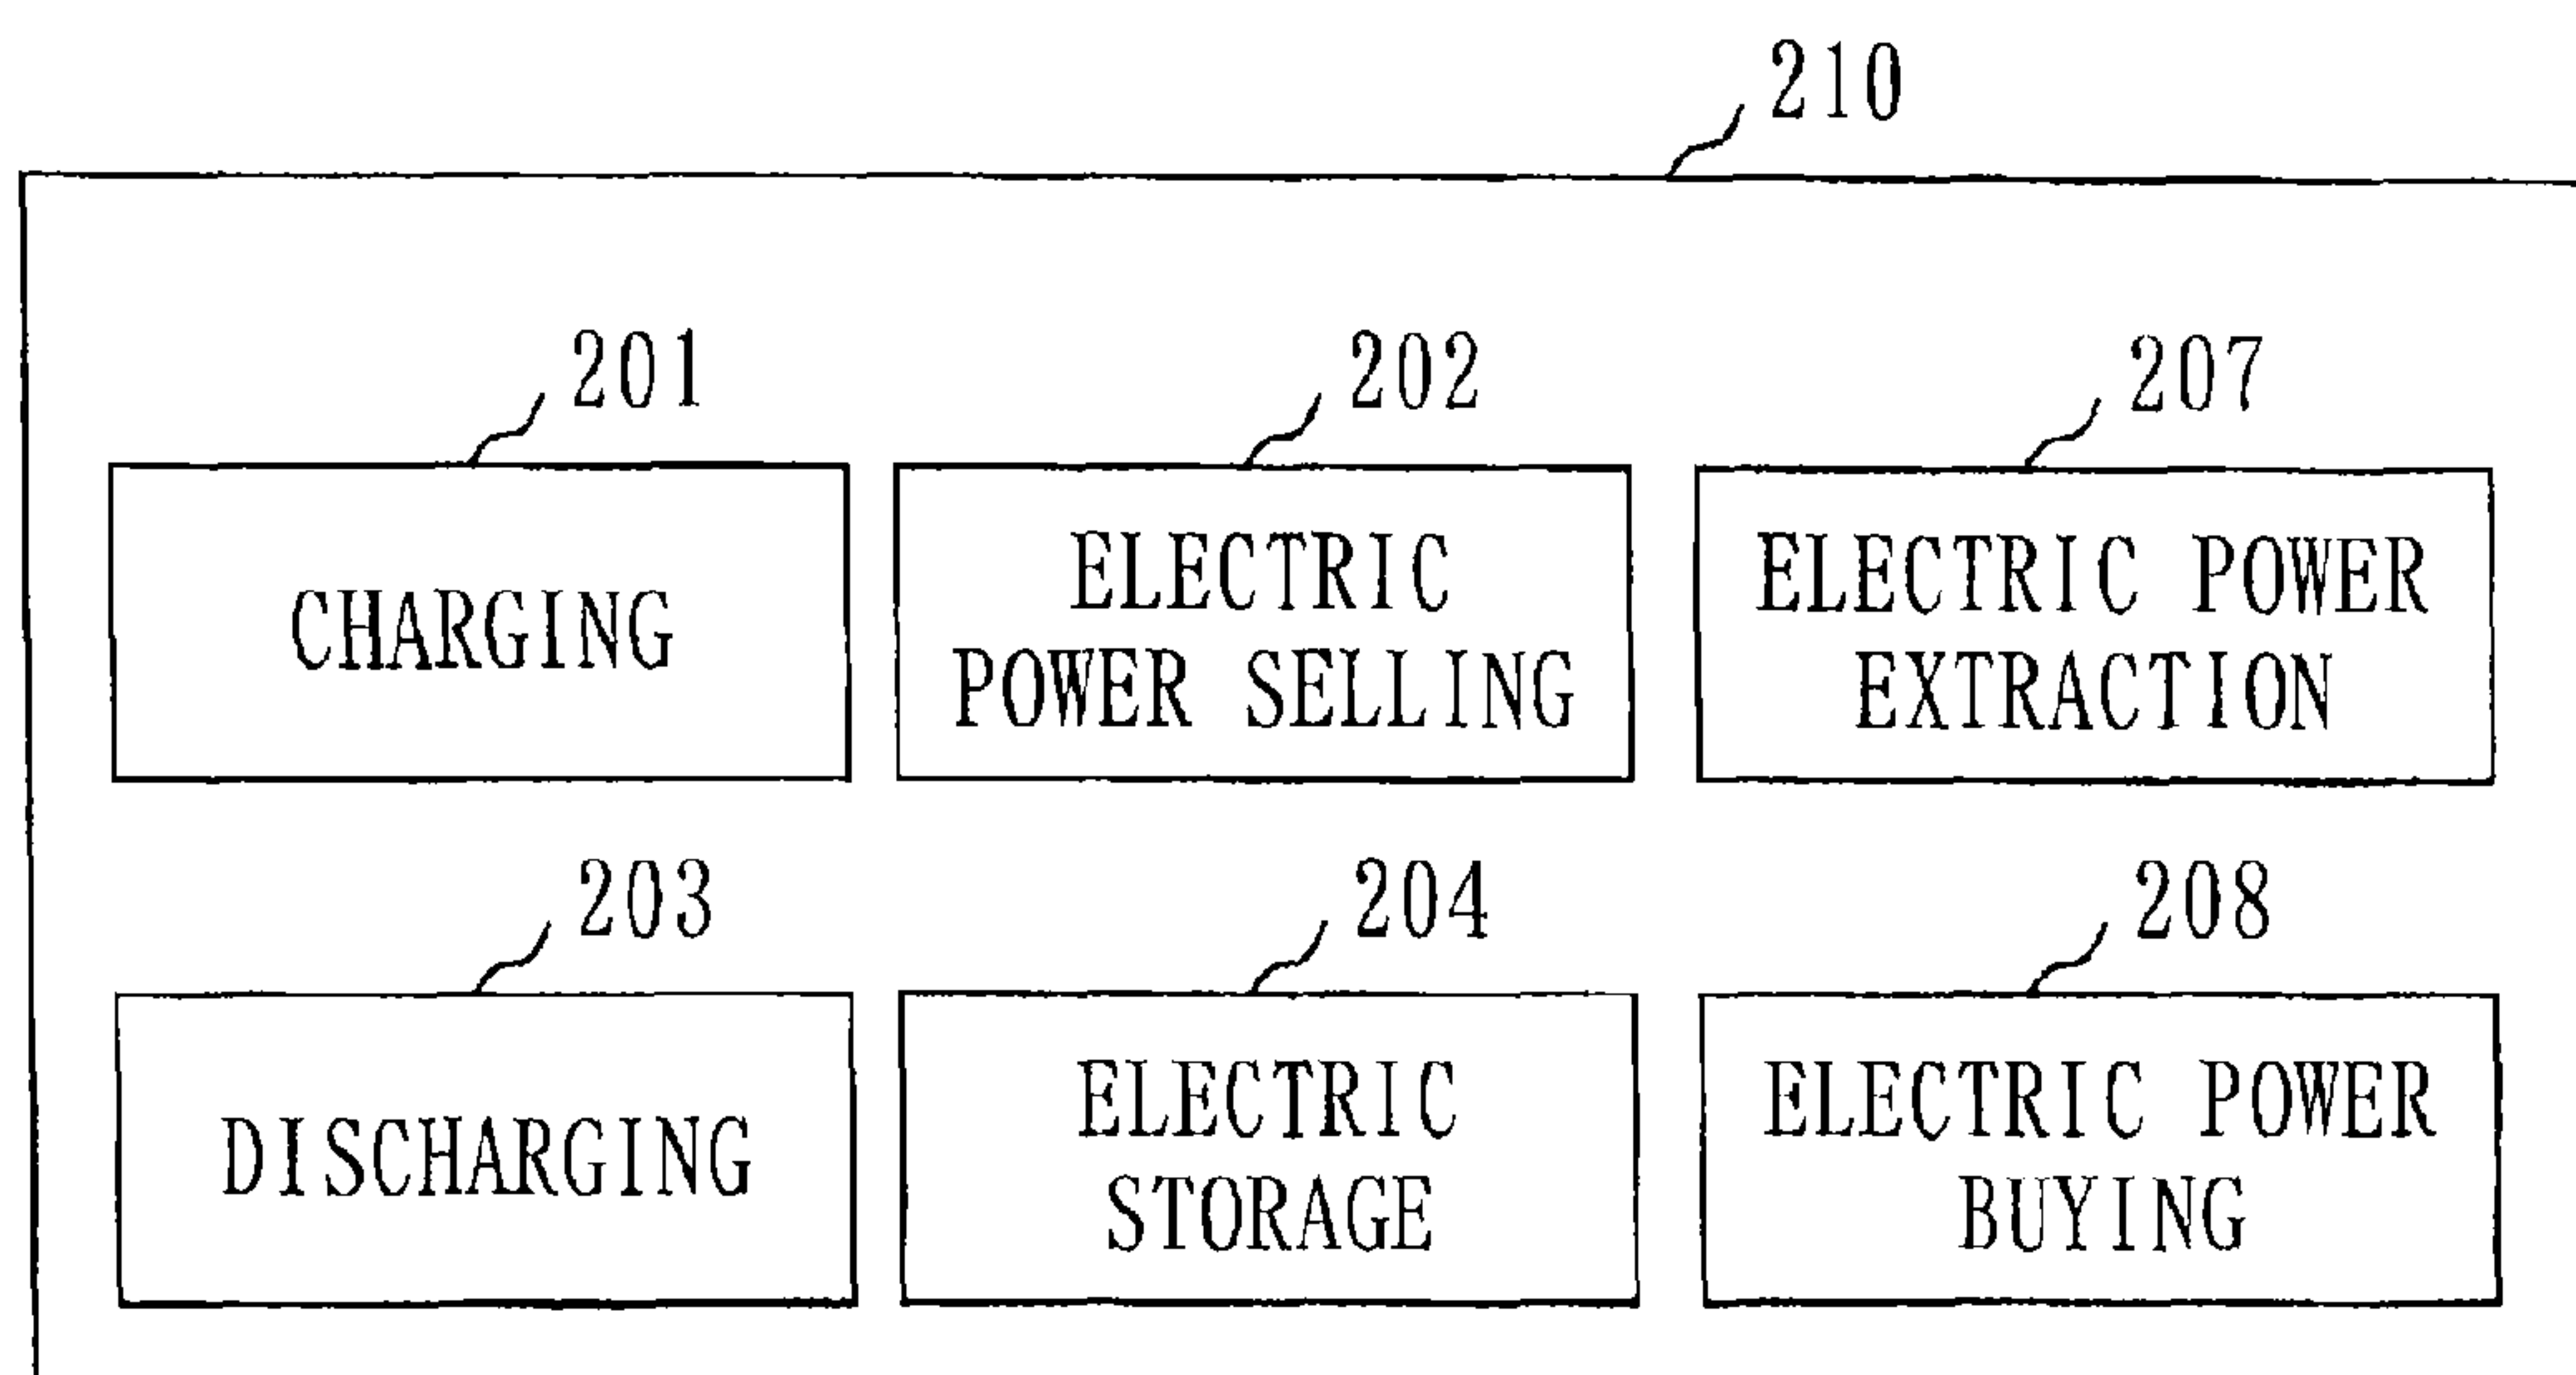 210
201
202
207
CHARGING
ELECTRIC
POWER SELLING
ELECTRIC POWER
EXTRACTION
203
204
208
DISCHARGING
ELECTRIC
STORAGE
ELECTRIC POWER
BUYING